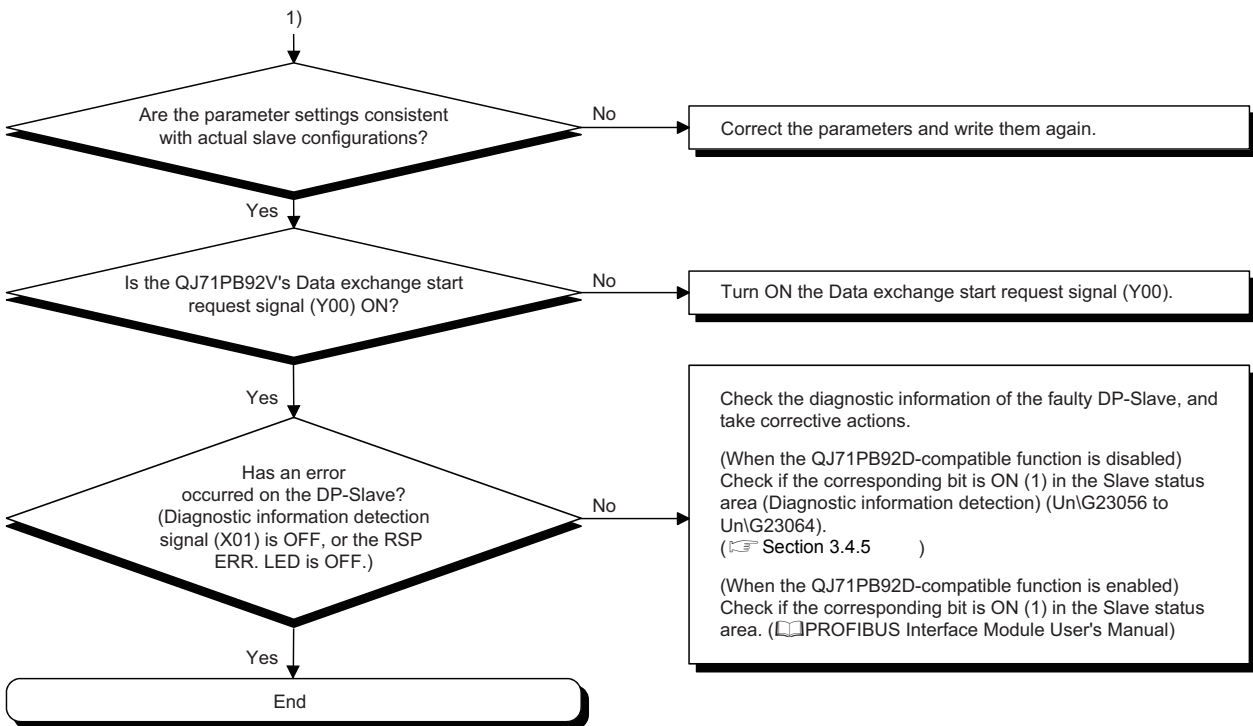 1)
Are the parameter settings consistent
with actual slave configurations?
No
Correct the parameters and write them again.
Yes
Is the QJ71PB92V's Data exchange start
request signal (Y00) ON?
No
Turn ON the Data exchange start request signal (Y00).
Yes
Has an error
occurred on the DP-Slave?
(Diagnostic information detection
signal (X01) is OFF, or the RSP
ERR. LED is OFF.)
No
Check the diagnostic information of the faulty DP-Slave, and
take corrective actions.
(When the QJ71PB92D-compatible function is disabled)
Check if the corresponding bit is ON (1) in the Slave status
area (Diagnostic information detection) (Un\G23056 to
Un\G23064).
(☞ Section 3.4.5 )
(When the QJ71PB92D-compatible function is enabled)
Check if the corresponding bit is ON (1) in the Slave status
area. (📖PROFIBUS Interface Module User's Manual)
Yes
End